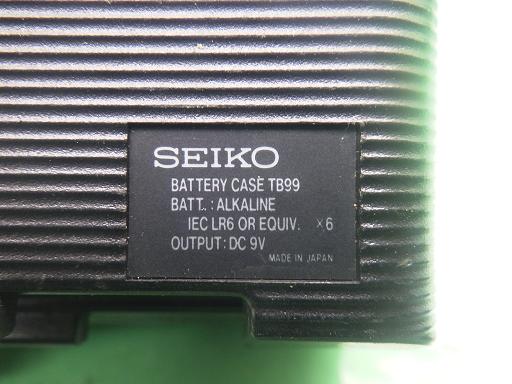 SEIKO
BATTERY CASE TB99
BATT.: ALKALINE
IEC LR6 OR EQUIV. ×6
OUTPUT: DC 9V
MADE IN JAPAN